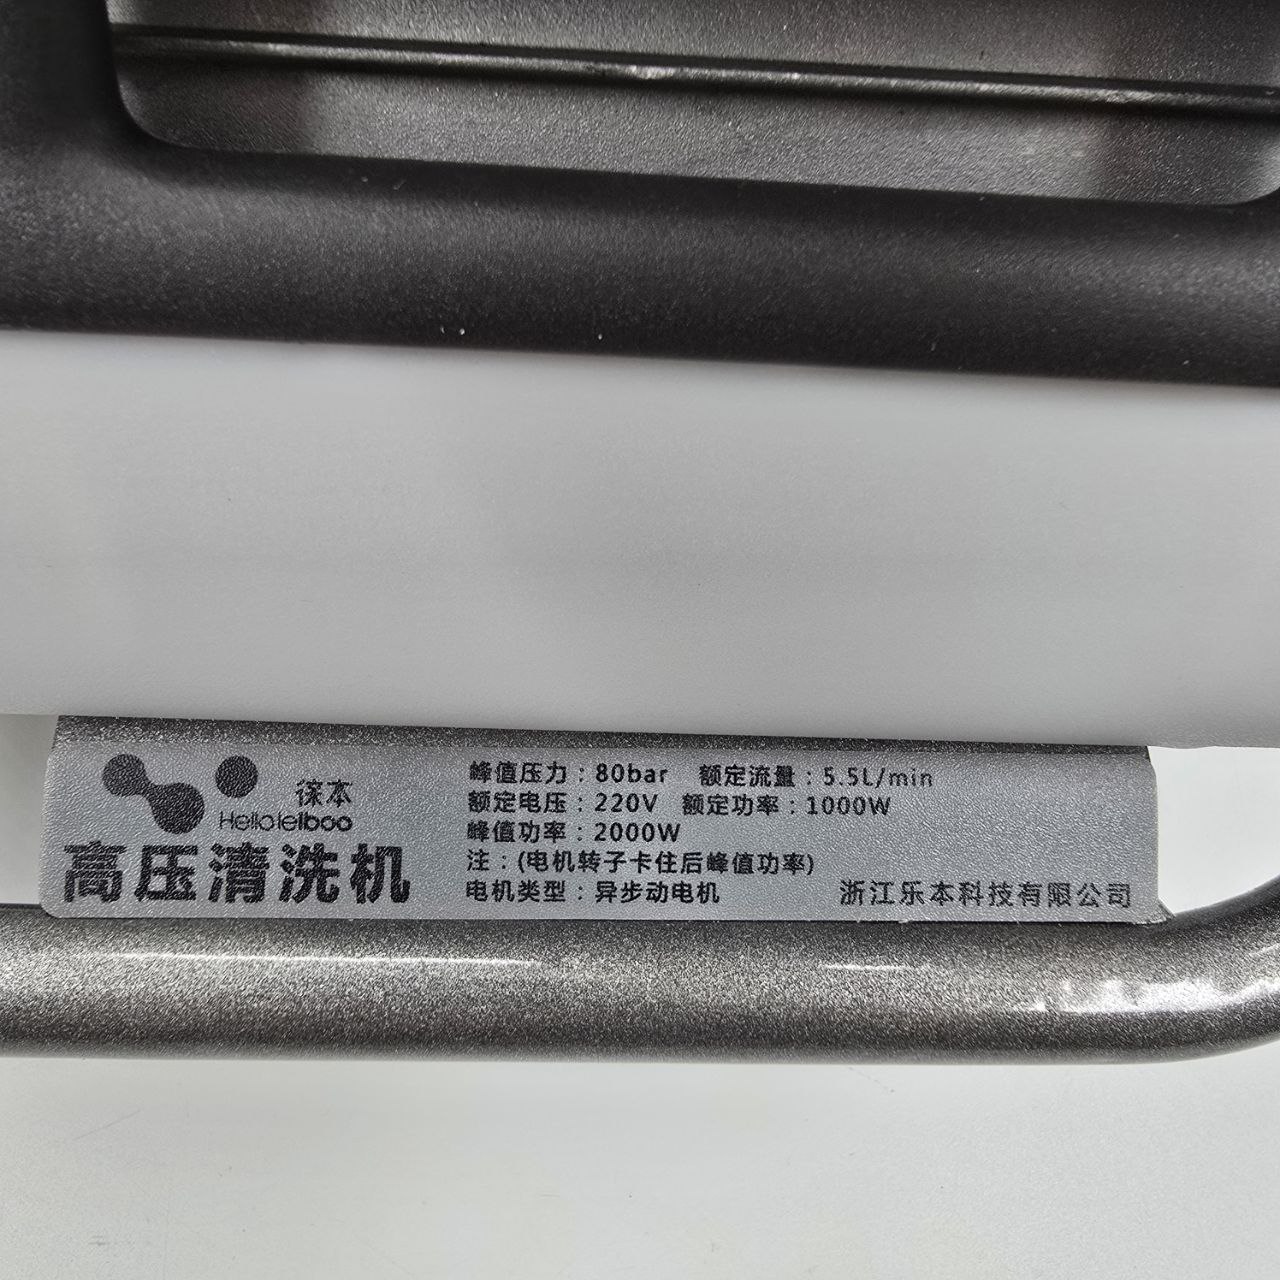 徕本
Helloleiboo
高压清洗机
峰值压力：80bar 额定流量：5.5L/min
额定电压：220V 额定功率：1000W
峰值功率：2000W
注：(电机转子卡住后峰值功率)
电机类型：异步动电机
浙江乐本科技有限公司